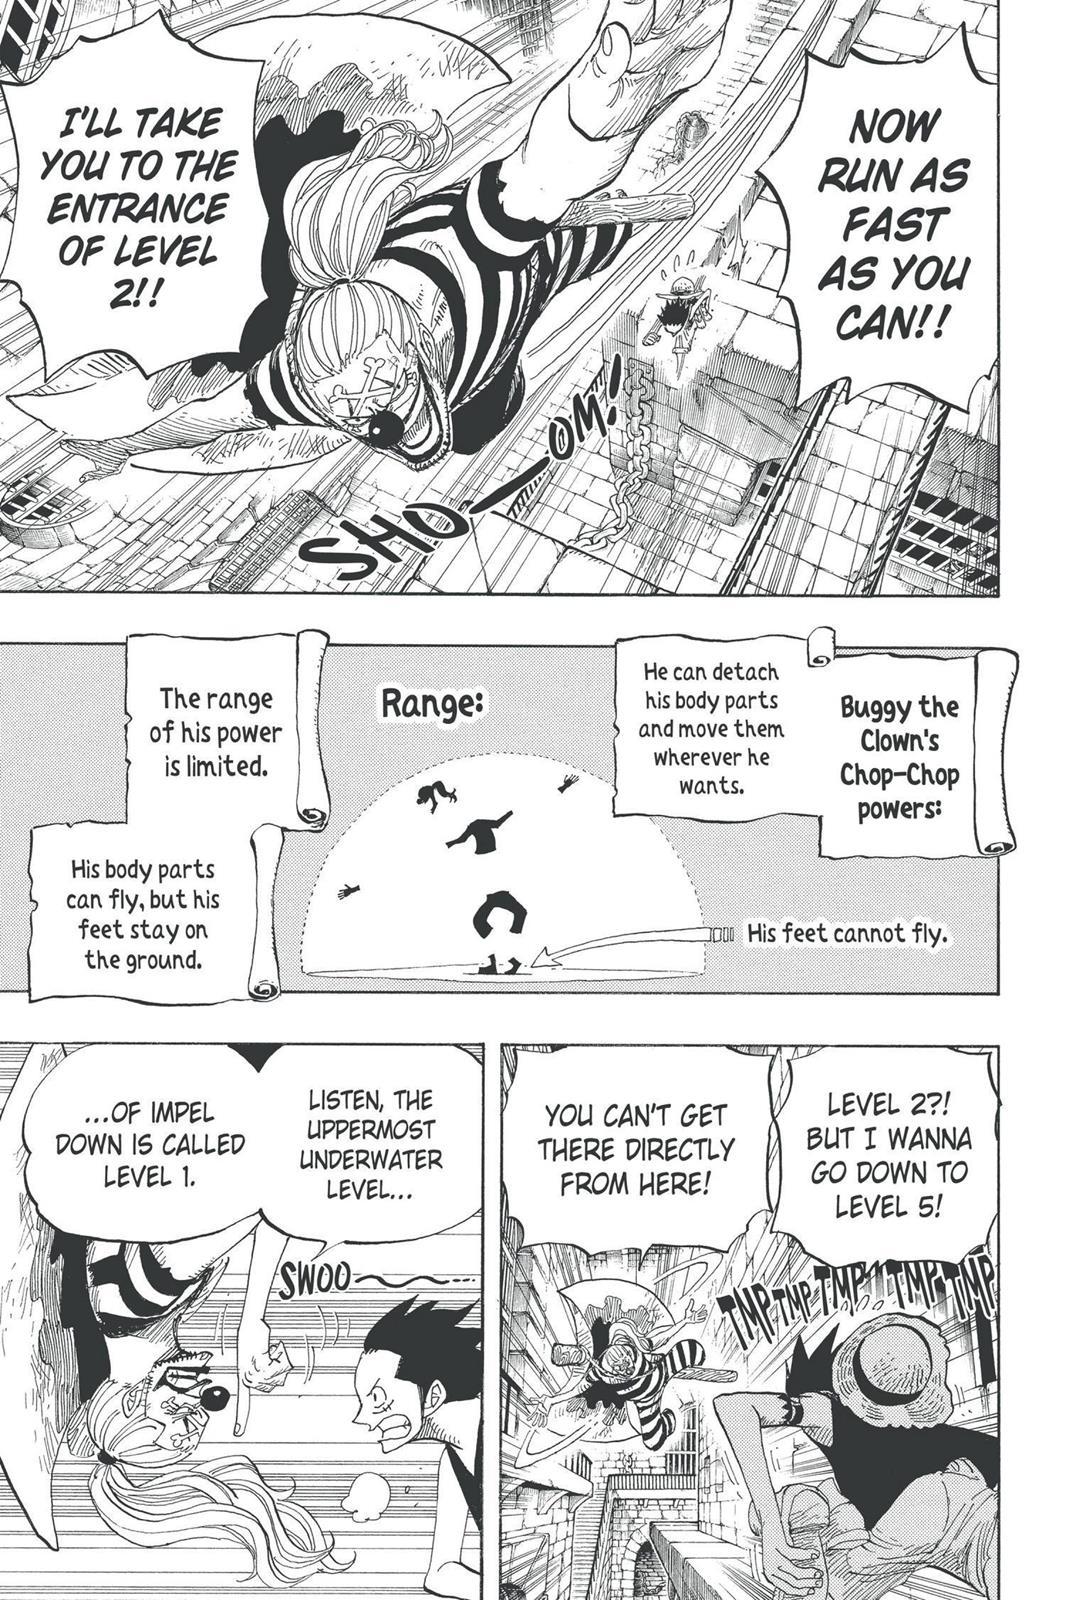 NOW
RUN AS
FAST
AS YOU
CAN!!
I'LL TAKE
YOU TO THE
ENTRANCE
OF LEVEL
2!!
SHOOM!
Buggy the
Clown's
Chop-Chop
powers:
He can detach
his body parts
and move them
wherever he
wants.
Range:
The range
of his power
is limited.
His body parts
can fly, but his
feet stay on
the ground.
His feet cannot fly.
LEVEL 2?!
BUT I WANNA
GO DOWN TO
LEVEL 5!
YOU CAN'T GET
THERE DIRECTLY
FROM HERE!
TMP TMP TMP TMP TMP
LISTEN, THE
UPPERMOST
UNDERWATER
LEVEL...
...OF IMPEL
DOWN IS CALLED
LEVEL 1.
SWOO